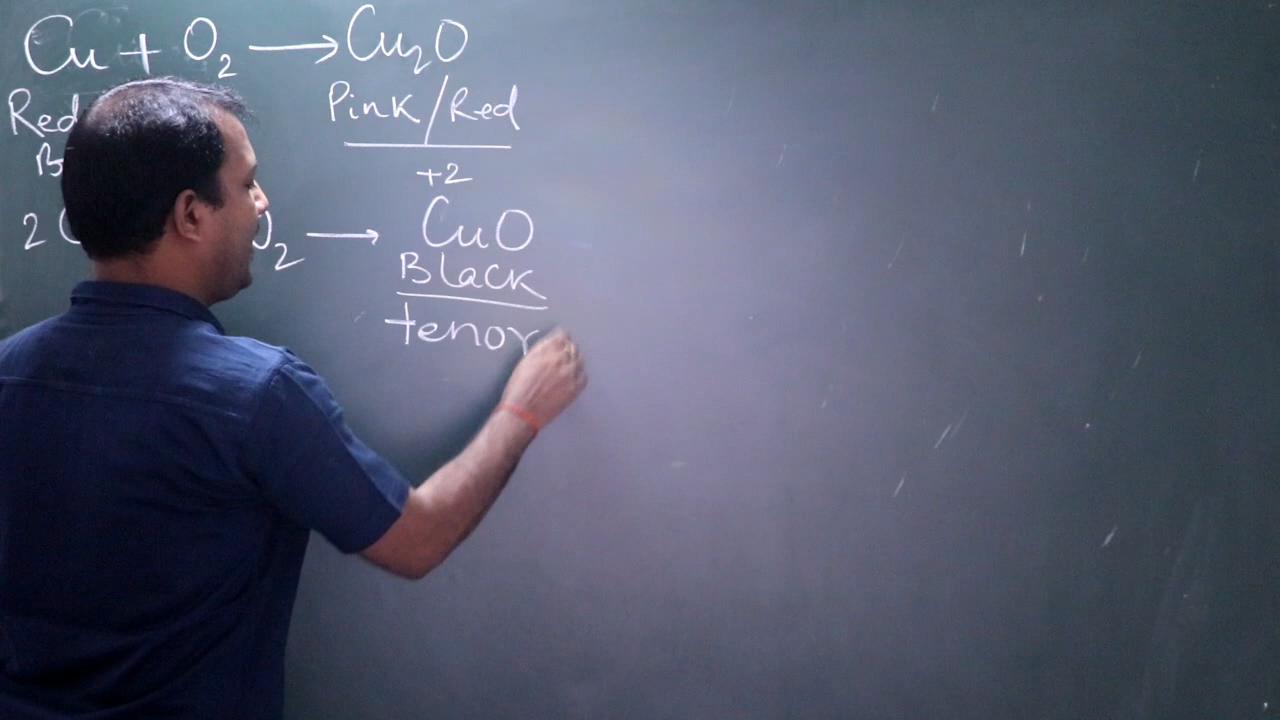 Cu + O₂ → Cu₂O
Red Pink/Red
+2
2 O₂ → CuO
Black
tenor